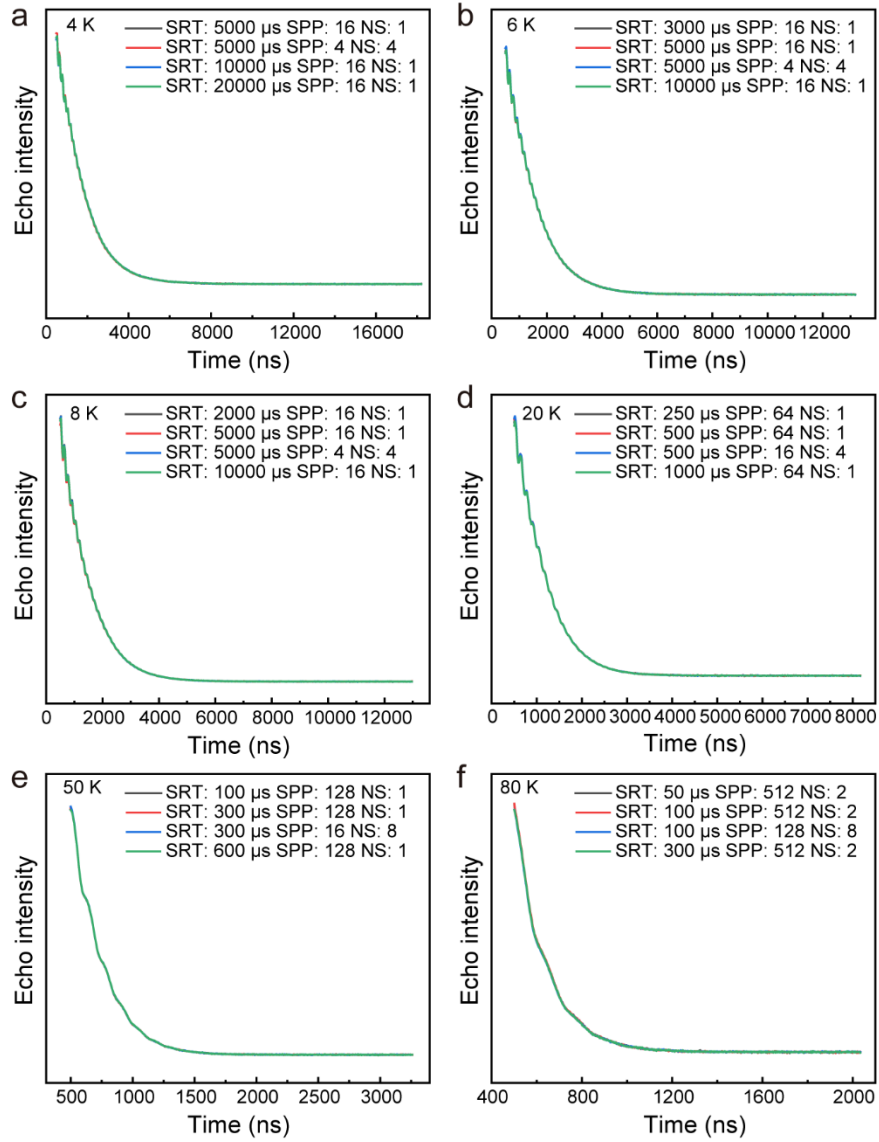 a
4 K
SRT: 5000 µs SPP: 16 NS: 1
SRT: 5000 µs SPP: 4 NS: 4
SRT: 10000 µs SPP: 16 NS: 1
SRT: 20000 µs SPP: 16 NS: 1
Echo intensity
0 4000 8000 12000 16000
Time (ns)
b
6 K
SRT: 3000 µs SPP: 16 NS: 1
SRT: 5000 µs SPP: 16 NS: 1
SRT: 5000 µs SPP: 4 NS: 4
SRT: 10000 µs SPP: 16 NS: 1
Echo intensity
0 2000 4000 6000 8000 10000 12000
Time (ns)
c
8 K
SRT: 2000 µs SPP: 16 NS: 1
SRT: 5000 µs SPP: 16 NS: 1
SRT: 5000 µs SPP: 4 NS: 4
SRT: 10000 µs SPP: 16 NS: 1
Echo intensity
0 2000 4000 6000 8000 10000 12000
Time (ns)
d
20 K
SRT: 250 µs SPP: 64 NS: 1
SRT: 500 µs SPP: 64 NS: 1
SRT: 500 µs SPP: 16 NS: 4
SRT: 1000 µs SPP: 64 NS: 1
Echo intensity
0 1000 2000 3000 4000 5000 6000 7000 8000
Time (ns)
e
50 K
SRT: 100 µs SPP: 128 NS: 1
SRT: 300 µs SPP: 128 NS: 1
SRT: 300 µs SPP: 16 NS: 8
SRT: 600 µs SPP: 128 NS: 1
Echo intensity
500 1000 1500 2000 2500 3000
Time (ns)
f
80 K
SRT: 50 µs SPP: 512 NS: 2
SRT: 100 µs SPP: 512 NS: 2
SRT: 100 µs SPP: 128 NS: 8
SRT: 300 µs SPP: 512 NS: 2
Echo intensity
400 800 1200 1600 2000
Time (ns)